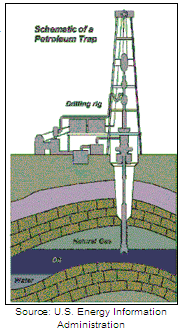 Schematic of a
Petroleum Trap
Drilling rig
Natural Gas
Oil
Water
Source: U.S. Energy Information
Administration